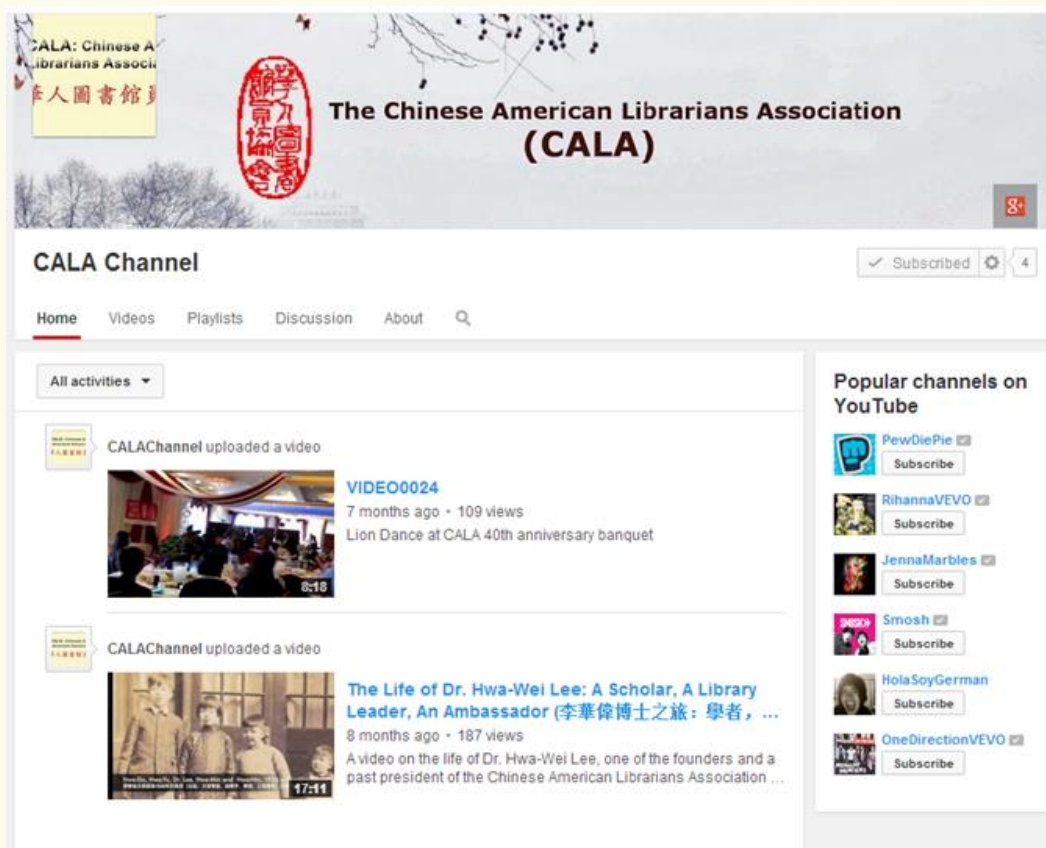 CALA: Chinese A
Librarians Associa
華人圖書館員
The Chinese American Librarians Association
(CALA)
g+
CALA Channel
Subscribed 4
Home Videos Playlists Discussion About
All activities
CALAChannel uploaded a video
VIDEO0024
7 months ago • 109 views
Lion Dance at CALA 40th anniversary banquet
8:18
CALAChannel uploaded a video
The Life of Dr. Hwa-Wei Lee: A Scholar, A Library
Leader, An Ambassador (李華偉博士之旅：學者，...
8 months ago • 187 views
A video on the life of Dr. Hwa-Wei Lee, one of the founders and a
past president of the Chinese American Librarians Association ...
17:11
Popular channels on
YouTube
PewDiePie
Subscribe
RihannaVEVO
Subscribe
JennaMarbles
Subscribe
Smosh
Subscribe
HolaSoyGerman
Subscribe
OneDirectionVEVO
Subscribe